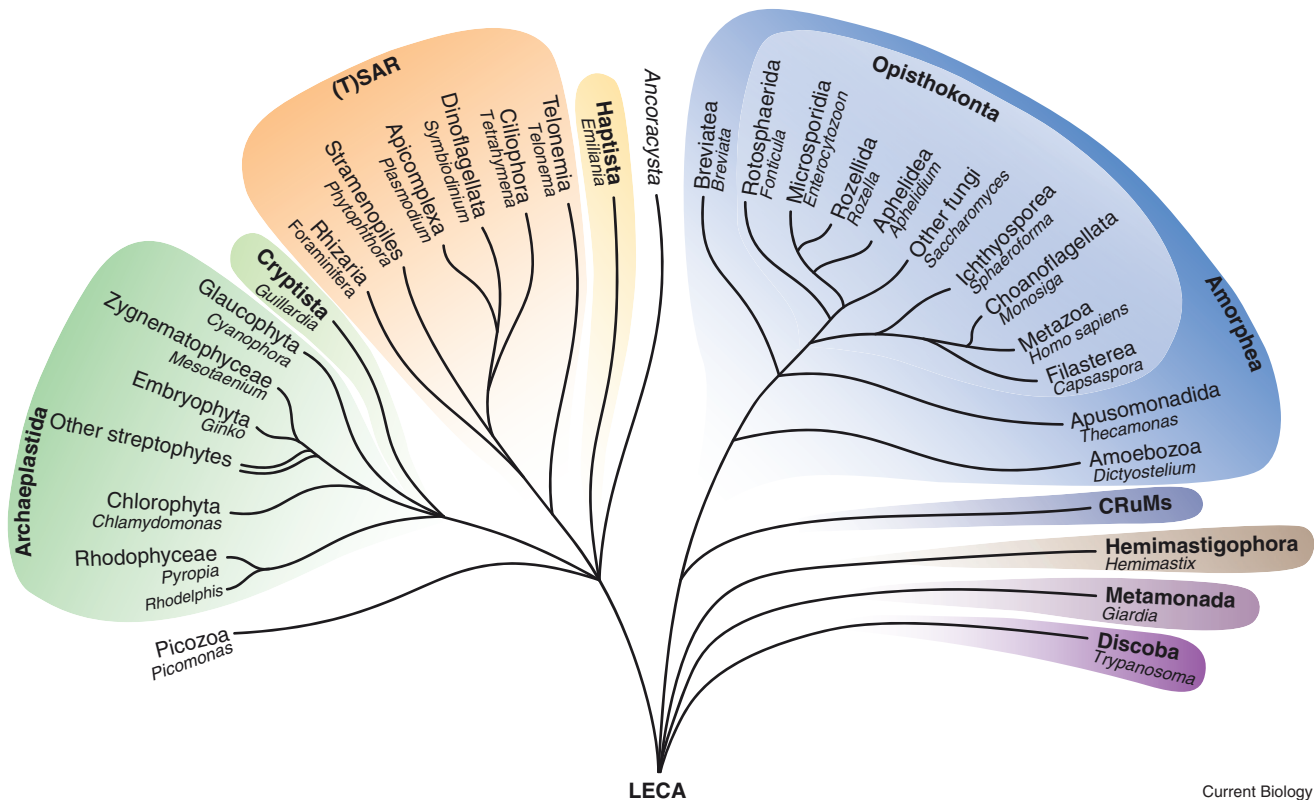 (T)SAR
Haptista
Emiliania
Ancoracysta
Telonemia
Telonema
Ciliophora
Tetrahymena
Dinoflagellata
Symbiodinium
Apicomplexa
Plasmodium
Stramenopiles
Phytophthora
Rhizaria
Foraminifera
Cryptista
Guillardia
Archaeplastida
Glaucophyta
Cyanophora
Zygnematophyceae
Mesotaenium
Embryophyta
Ginko
Other streptophytes
Chlorophyta
Chlamydomonas
Rhodophyceae
Pyropia
Rhodelphis
Picozoa
Picomonas
Amorphea
Opisthokonta
Breviatea
Breviata
Rotosphaerida
Fonticula
Microsporidia
Enterocytozoon
Rozellida
Rozella
Aphelidea
Aphelidium
Other fungi
Saccharomyces
Ichthyosporea
Sphaeroforma
Choanoflagellata
Monosiga
Metazoa
Homo sapiens
Filasterea
Capsaspora
Apusomonadida
Thecamonas
Amoebozoa
Dictyostelium
CRuMs
Hemimastigophora
Hemimastix
Metamonada
Giardia
Discoba
Trypanosoma
LECA
Current Biology